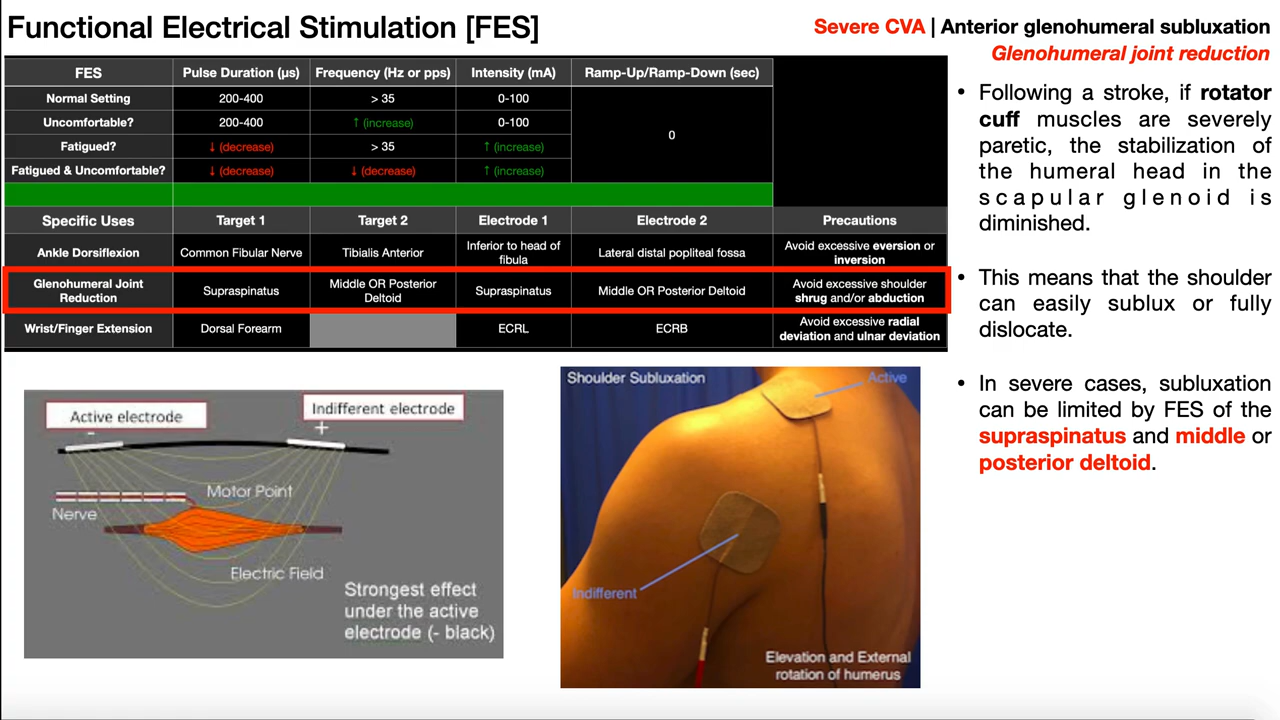 Functional Electrical Stimulation [FES]
Severe CVA | Anterior glenohumeral subluxation
Glenohumeral joint reduction
FES Pulse Duration (µs) Frequency (Hz or pps) Intensity (mA) Ramp-Up/Ramp-Down (sec)
Normal Setting 200-400 > 35 0-100
Uncomfortable? 200-400 ↑ (increase) 0-100
0
Fatigued? ↓ (decrease) > 35 ↑ (increase)
Fatigued & Uncomfortable? ↓ (decrease) ↓ (decrease) ↑ (increase)
Specific Uses Target 1 Target 2 Electrode 1 Electrode 2 Precautions
Ankle Dorsiflexion Common Fibular Nerve Tibialis Anterior Inferior to head of fibula Lateral distal popliteal fossa Avoid excessive eversion or inversion
Glenohumeral Joint Reduction Supraspinatus Middle OR Posterior Deltoid Supraspinatus Middle OR Posterior Deltoid Avoid excessive shoulder shrug and/or abduction
Wrist/Finger Extension Dorsal Forearm ECRL ECRB Avoid excessive radial deviation and ulnar deviation
• Following a stroke, if rotator
cuff muscles are severely
paretic, the stabilization of
the humeral head in the
scapular glenoid is
diminished.
• This means that the shoulder
can easily sublux or fully
dislocate.
• In severe cases, subluxation
can be limited by FES of the
supraspinatus and middle or
posterior deltoid.
Active electrode
Indifferent electrode
-
+
Motor Point
Nerve
Electric Field
Strongest effect
under the active
electrode (- black)
Shoulder Subluxation
Active
Indifferent
Elevation and External
rotation of humerus